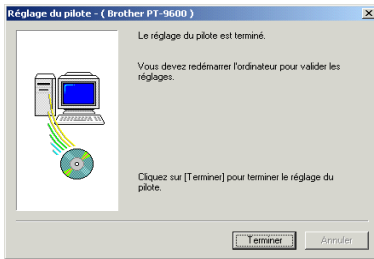 Réglage du pilote - ( Brother PT-9600 )
Le réglage du pilote est terminé.
Vous devez redémarrer l'ordinateur pour valider les
réglages.
Cliquez sur [Terminer] pour terminer le réglage du
pilote.
Terminer
Annuler